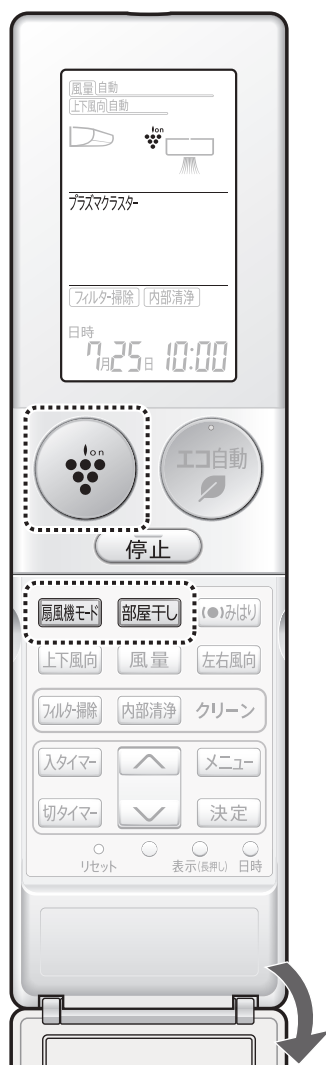 風量 自動
上下風向 自動
ion
プラズマクラスター
フィルター掃除 内部清浄
日時
7月25日 10:00
ion
エコ自動
停止
扇風機モード 部屋干し みはり
上下風向 風量 左右風向
フィルター掃除 内部清浄 クリーン
入タイマー メニュー
切タイマー 決定
リセット 表示(長押し) 日時